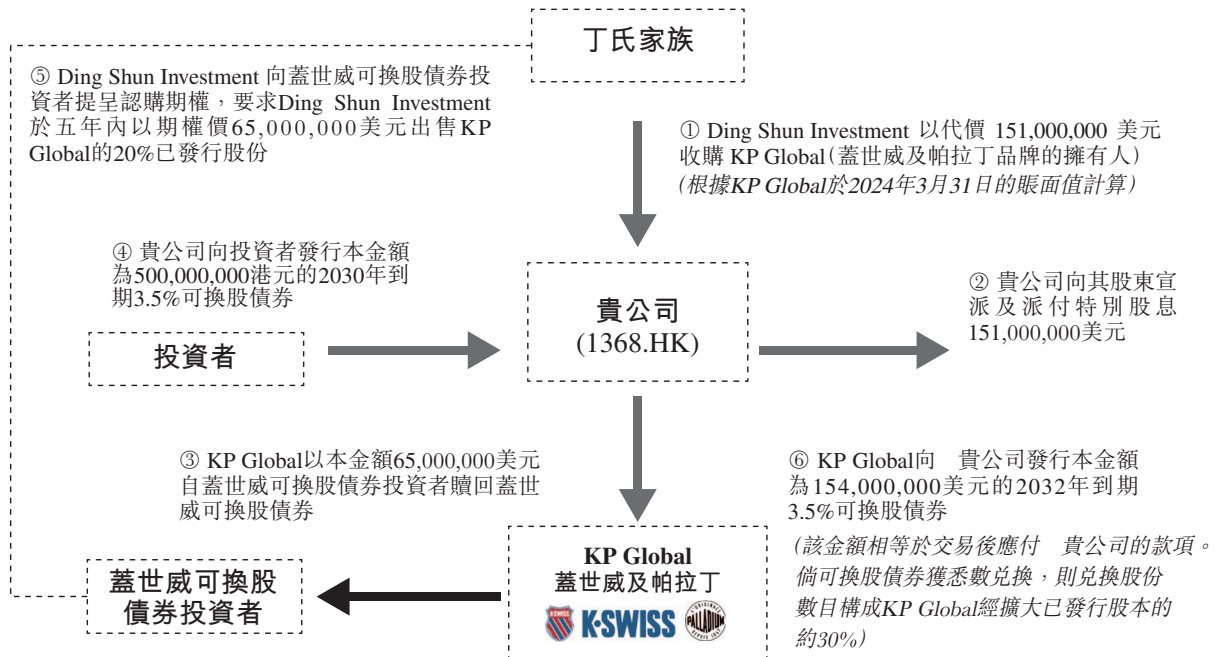 丁氏家族
⑤ Ding Shun Investment 向蓋世威可換股債券投
資者提呈認購期權，要求Ding Shun Investment
於五年內以期權價65,000,000美元出售KP
Global的20%已發行股份
① Ding Shun Investment 以代價 151,000,000 美元
收購 KP Global（蓋世威及帕拉丁品牌的擁有人）
（根據KP Global於2024年3月31日的賬面值計算）
④ 貴公司向投資者發行本金額
為500,000,000港元的2030年到
期3.5%可換股債券
投資者
貴公司
(1368.HK)
② 貴公司向其股東宣
派及派付特別股息
151,000,000美元
③ KP Global以本金額65,000,000美元
自蓋世威可換股債券投資者贖回蓋世
威可換股債券
⑥ KP Global向　貴公司發行本金額
為154,000,000美元的2032年到期
3.5%可換股債券
（該金額相等於交易後應付　貴公司的款項。
倘可換股債券獲悉數兌換，則兌換股份
數目構成KP Global經擴大已發行股本的
約30%）
蓋世威可換股
債券投資者
KP Global
蓋世威及帕拉丁
K·SWISS
PALLADIUM